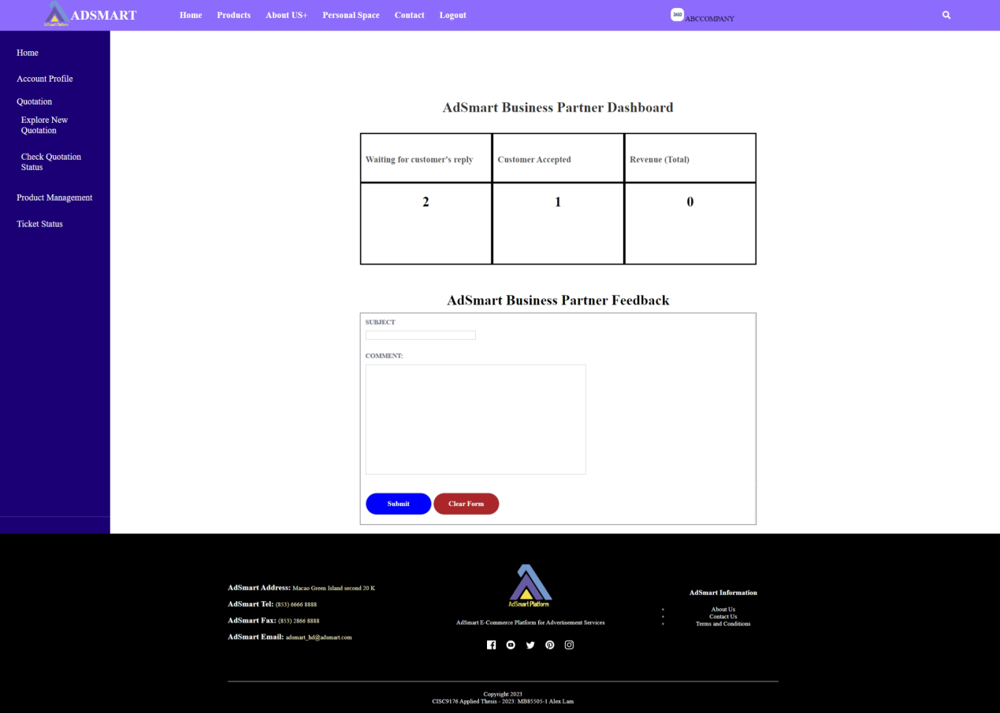 ADSMART
AdSmart Platform
Home Products About US+ Personal Space Contact Logout
ZAGO
ABCCOMPANY
Home
Account Profile
Quotation
Explore New
Quotation
Check Quotation
Status
Product Management
Ticket Status
AdSmart Business Partner Dashboard
Waiting for customer's reply Customer Accepted Revenue (Total)
2 1 0
AdSmart Business Partner Feedback
SUBJECT
COMMENT:
Submit Clear Form
AdSmart Address: Macao Green Island second 20 K
AdSmart Tel: (853) 6666 8888
AdSmart Fax: (853) 2866 8888
AdSmart Email: adsmart_hd@adsmart.com
AdSmart Platform
AdSmart E-Commerce Platform for Advertisement Services
AdSmart Information
About Us
Contact Us
Terms and Conditions
Copyright 2023
CISC9176 Applied Thesis - 2023: MB85505-1 Alex Lam